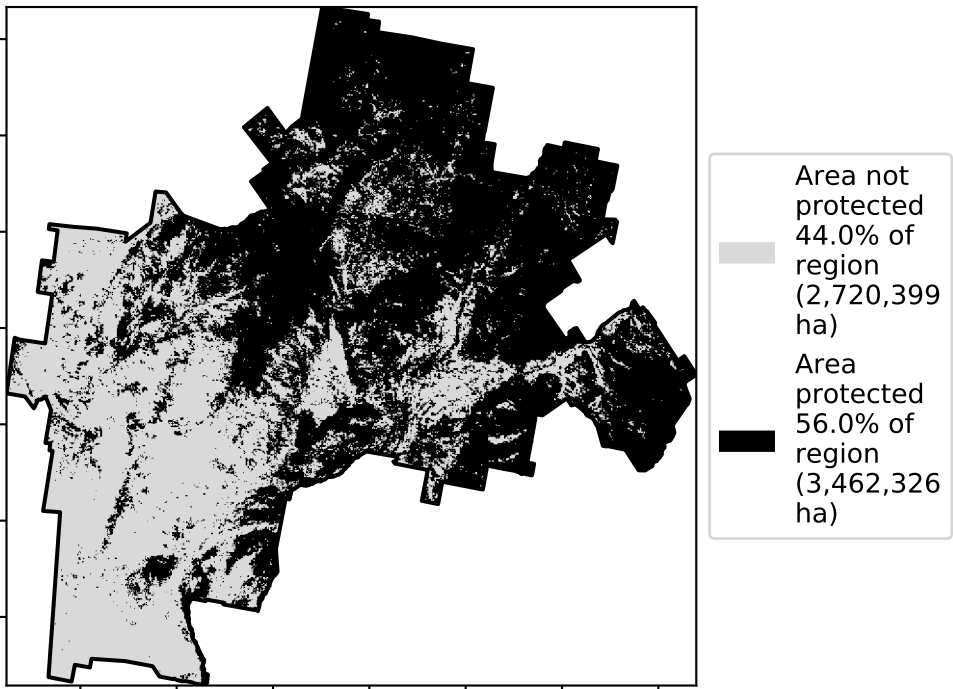 Area not
protected
44.0% of
region
(2,720,399
ha)
Area
protected
56.0% of
region
(3,462,326
ha)